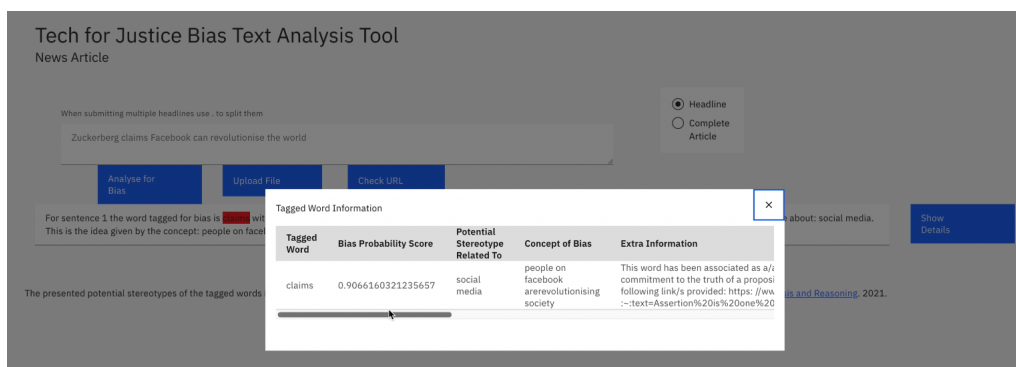 Tech for Justice Bias Text Analysis Tool
News Article
When submitting multiple headlines use . to split them
Headline
Complete
Article
Zuckerberg claims Facebook can revolutionise the world
Analyse for
Bias
Upload File
Check URL
For sentence 1 the word tagged for bias is claims wit
e about: social media.
This is the idea given by the concept: people on facel
Show
Details
Tagged Word Information
Tagged
Word
Bias Probability Score
Potential
Stereotype
Related To
Concept of Bias
Extra Information
claims
0.9066160321235657
social
media
people on
facebook
arerevolutionising
society
This word has been associated as a/a
commitment to the truth of a proposi
following link/s provided: https: //ww
:~:text=Assertion%20is%20one%20
The presented potential stereotypes of the tagged words
is and Reasoning. 2021.